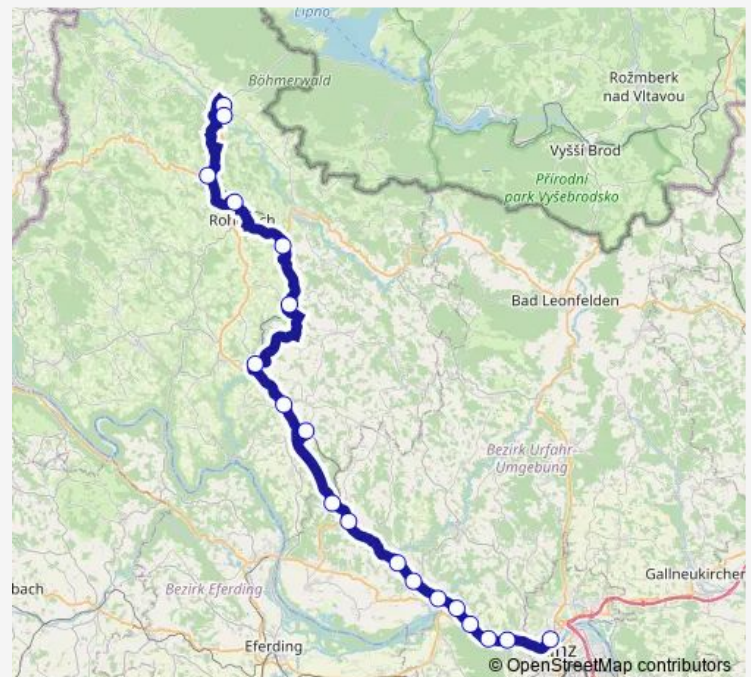 Lipno
Böhmerwald
Rožmberk
nad Vltavou
Vyšší Brod
Přírodní
park Vyšebrodsko
Bad Leonfelden
Bezirk Urfahr-
Umgebung
Gallneukirchen
bach
Bezirk Eferding
Eferding
© OpenStreetMap contributors